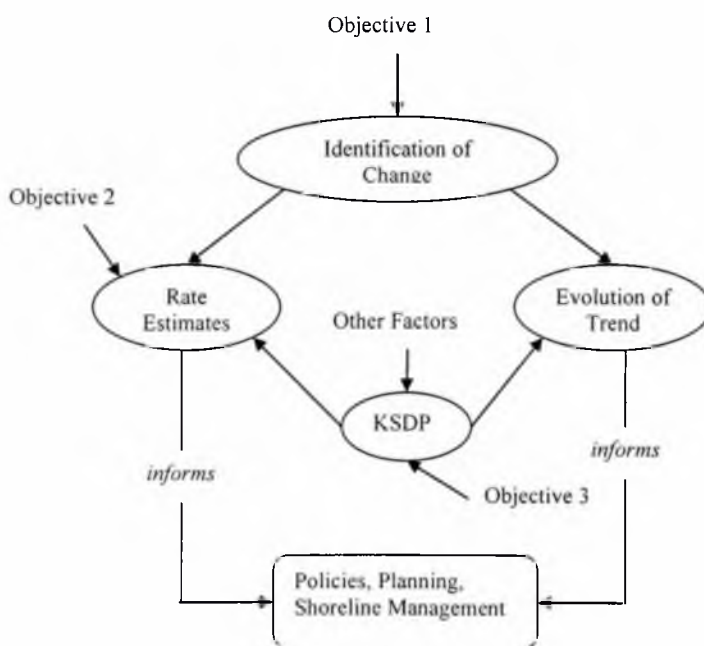 Objective 1
Identification of
Change
Objective 2
Rate
Estimates
Evolution of
Trend
Other Factors
KSDP
informs
informs
Objective 3
Policies, Planning,
Shoreline Management